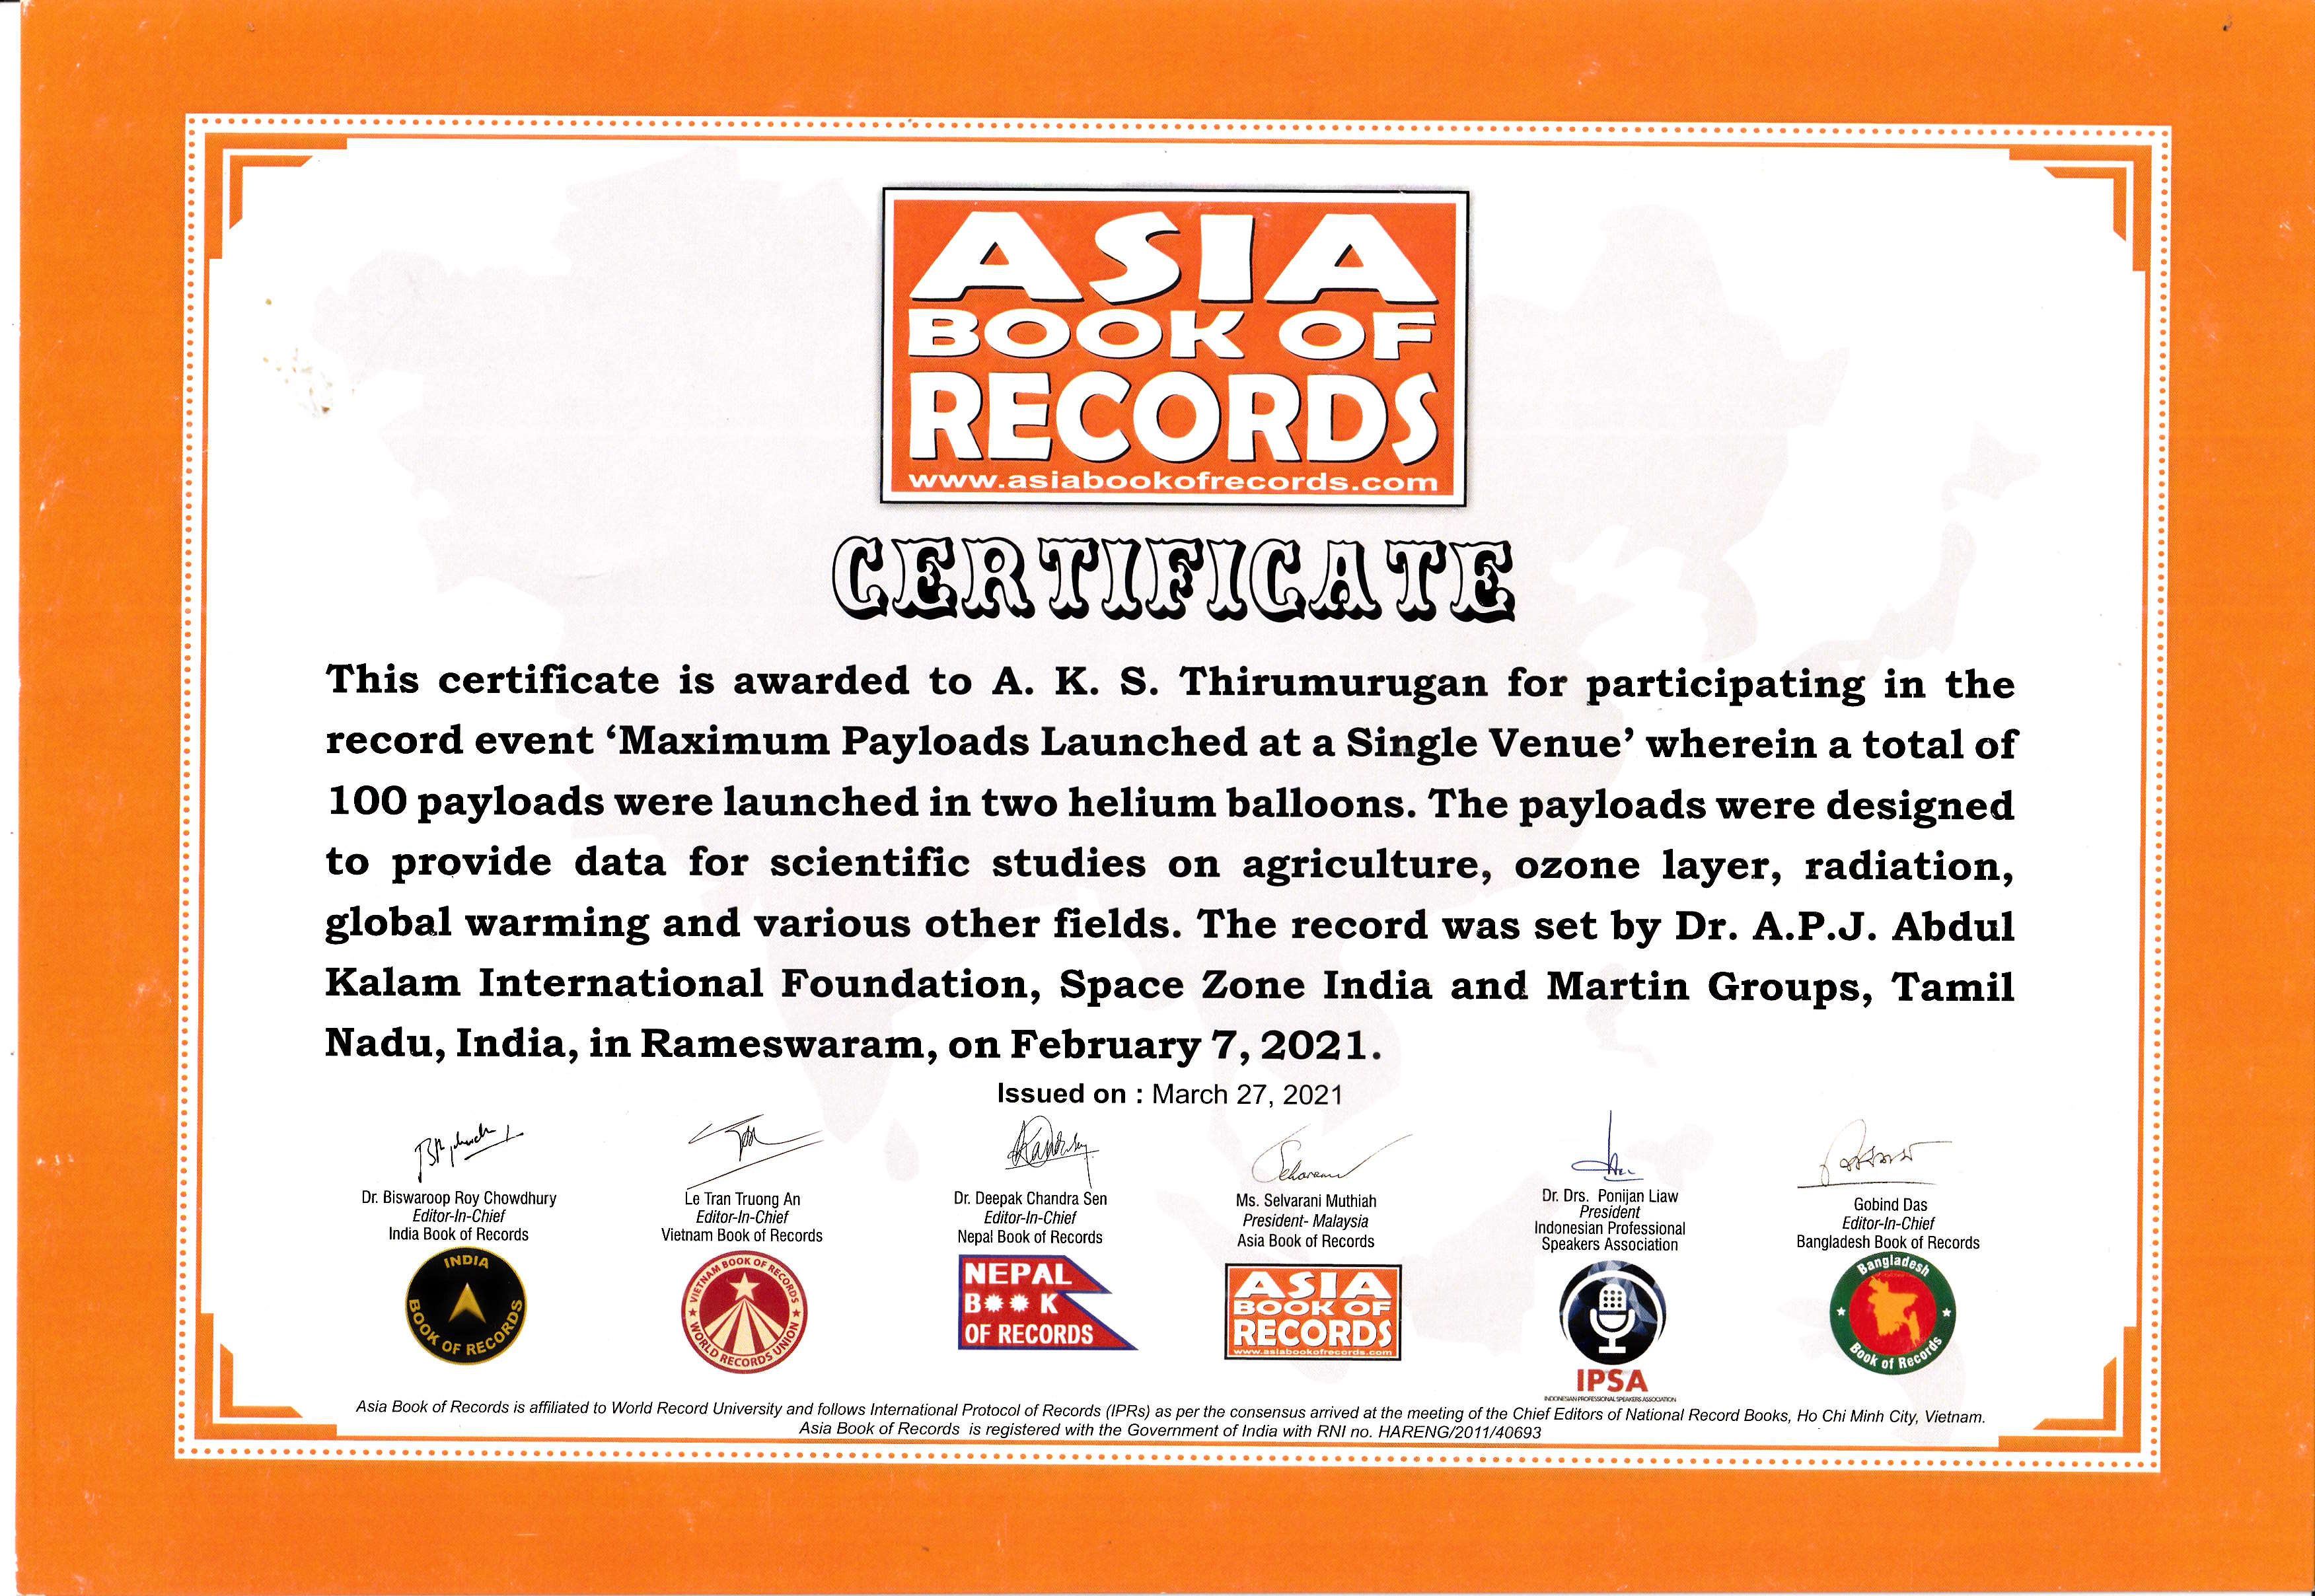 ASIA
BOOK OF
RECORDS
www.asiabookofrecords.com
CERTIFICATE
This certificate is awarded to A. K. S. Thirumurugan for participating in the
record event ‘Maximum Payloads Launched at a Single Venue’ wherein a total of
100 payloads were launched in two helium balloons. The payloads were designed
to provide data for scientific studies on agriculture, ozone layer, radiation,
global warming and various other fields. The record was set by Dr. A.P.J. Abdul
Kalam International Foundation, Space Zone India and Martin Groups, Tamil
Nadu, India, in Rameswaram, on February 7, 2021.
Issued on : March 27, 2021
Dr. Biswaroop Roy Chowdhury
Editor-In-Chief
India Book of Records
INDIA
BOOK OF RECORDS
Le Tran Truong An
Editor-In-Chief
Vietnam Book of Records
VIETNAM BOOK OF RECORDS
WORLD RECORDS UNION
Dr. Deepak Chandra Sen
Editor-In-Chief
Nepal Book of Records
NEPAL
B**K
OF RECORDS
Ms. Selvarani Muthiah
President- Malaysia
Asia Book of Records
ASIA
BOOK OF
RECORDS
www.asiabookofrecords.com
Dr. Drs. Ponijan Liaw
President
Indonesian Professional
Speakers Association
IPSA
INDONESIAN PROFESSIONAL SPEAKERS ASSOCIATION
Gobind Das
Editor-In-Chief
Bangladesh Book of Records
Bangladesh
Book of Records
Asia Book of Records is affiliated to World Record University and follows International Protocol of Records (IPRs) as per the consensus arrived at the meeting of the Chief Editors of National Record Books, Ho Chi Minh City, Vietnam.
Asia Book of Records is registered with the Government of India with RNI no. HARENG/2011/40693